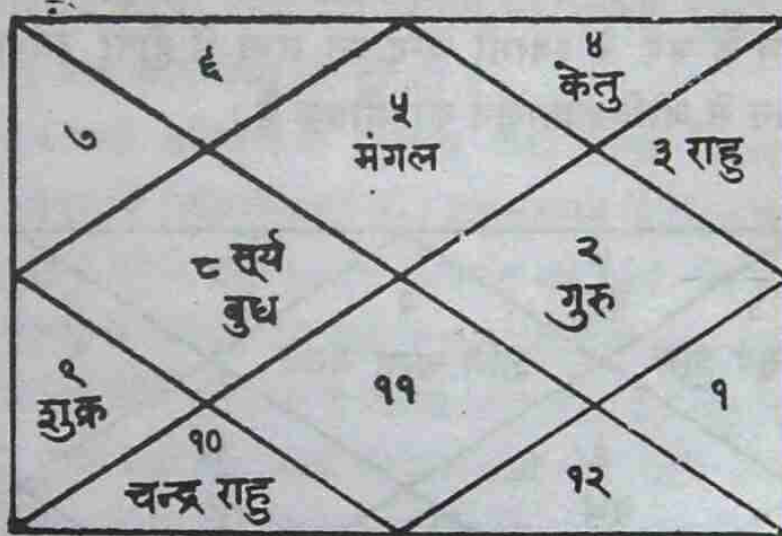 ६
४
केतु
५
मंगल
७
३ राहु
८ सूर्य
बुध
२
गुरु
९
शुक्र
११
१
१०
चन्द्र राहु
१२